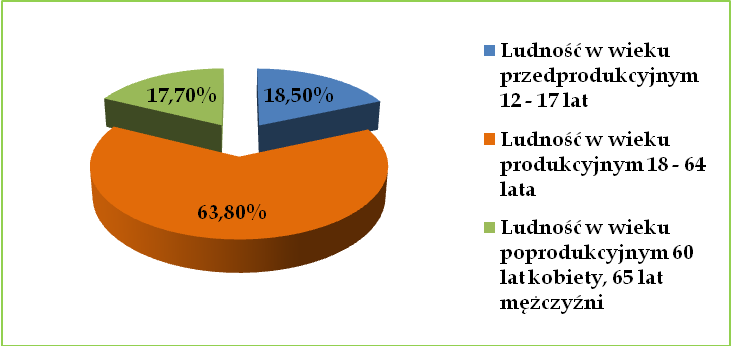 17,70%
18,50%
63,80%
Ludność w wieku
przedprodukcyjnym
12 - 17 lat
Ludność w wieku
produkcyjnym 18 - 64
lata
Ludność w wieku
poprodukcyjnym 60
lat kobiety, 65 lat
mężczyźni